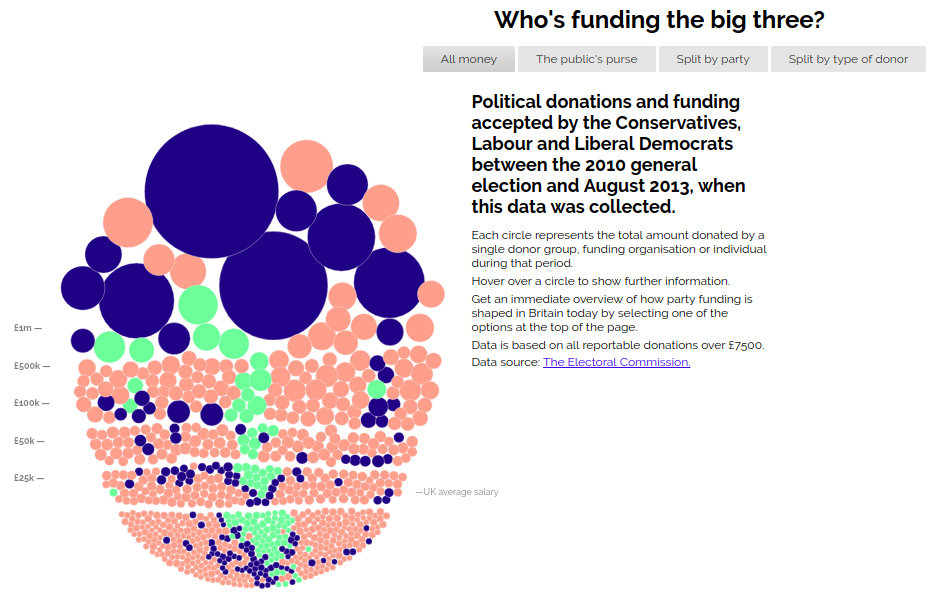 Who's funding the big three?
All money
The public's purse
Split by party
Split by type of donor
Political donations and funding
accepted by the Conservatives,
Labour and Liberal Democrats
between the 2010 general
election and August 2013, when
this data was collected.
Each circle represents the total amount donated by a
single donor group, funding organisation or individual
during that period.
Hover over a circle to show further information.
Get an immediate overview of how party funding is
shaped in Britain today by selecting one of the
options at the top of the page.
Data is based on all reportable donations over £7500.
Data source: The Electoral Commission.
£1m —
£500k —
£100k —
£50k —
£25k —
—UK average salary